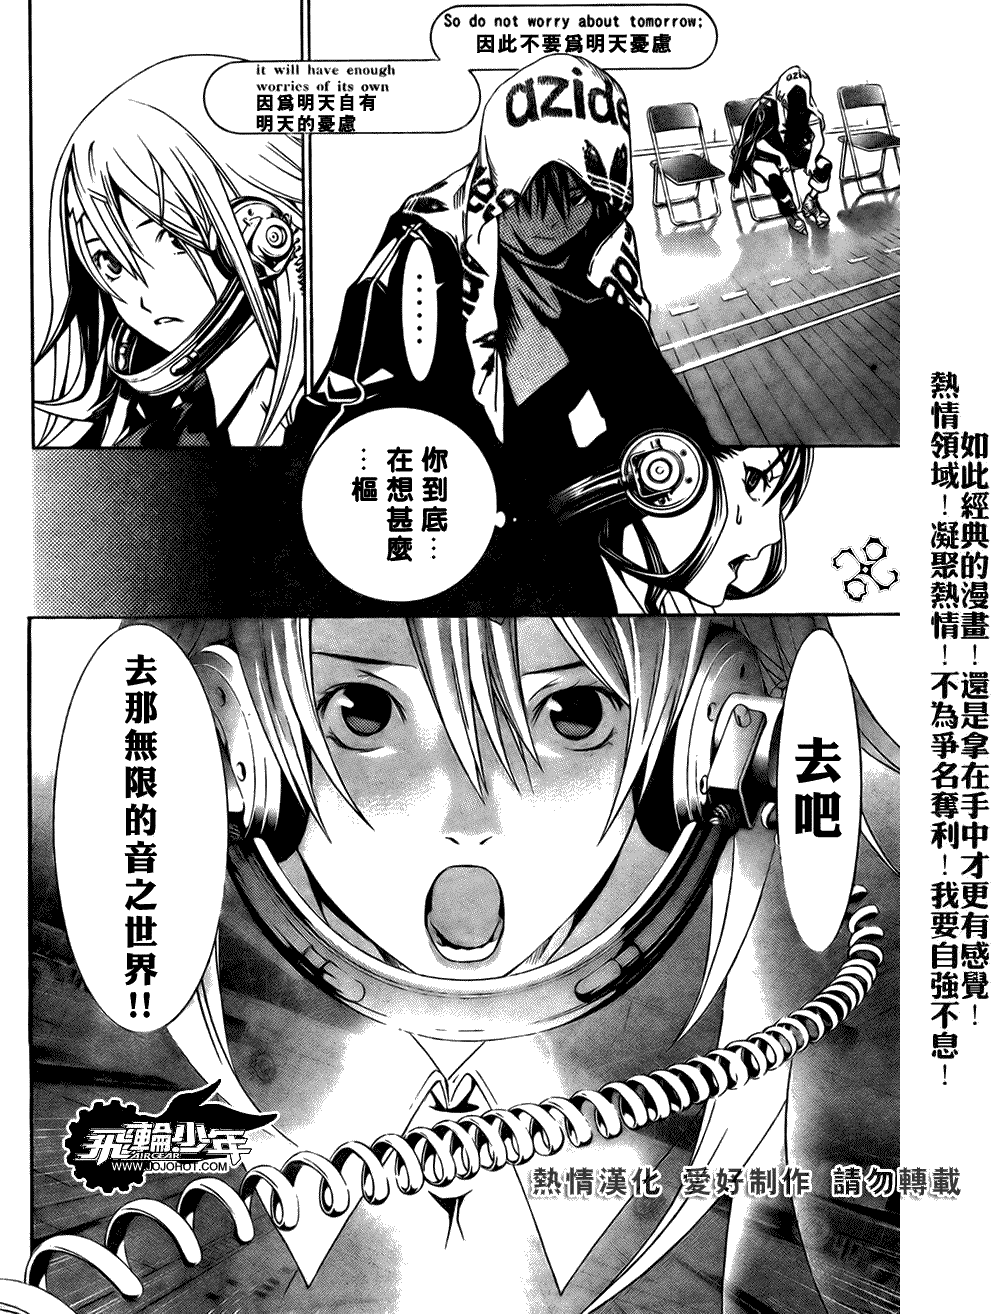 So do not worry about tomorrow;
因此不要爲明天憂慮
it will have enough
worries of its own
因爲明天自有
明天的憂慮
azide
azide
………
你到底…
在想甚麼
…樞
去吧
去那無限的音之世界!!
如此經典的漫畫!還是拿在手中才更有感覺!
熱情領域!凝聚熱情!不為爭名奪利!我要自強不息!
飛輪少年
AIRGEAR
WWW.JOJOHOT.COM
熱情漢化 愛好制作 請勿轉載